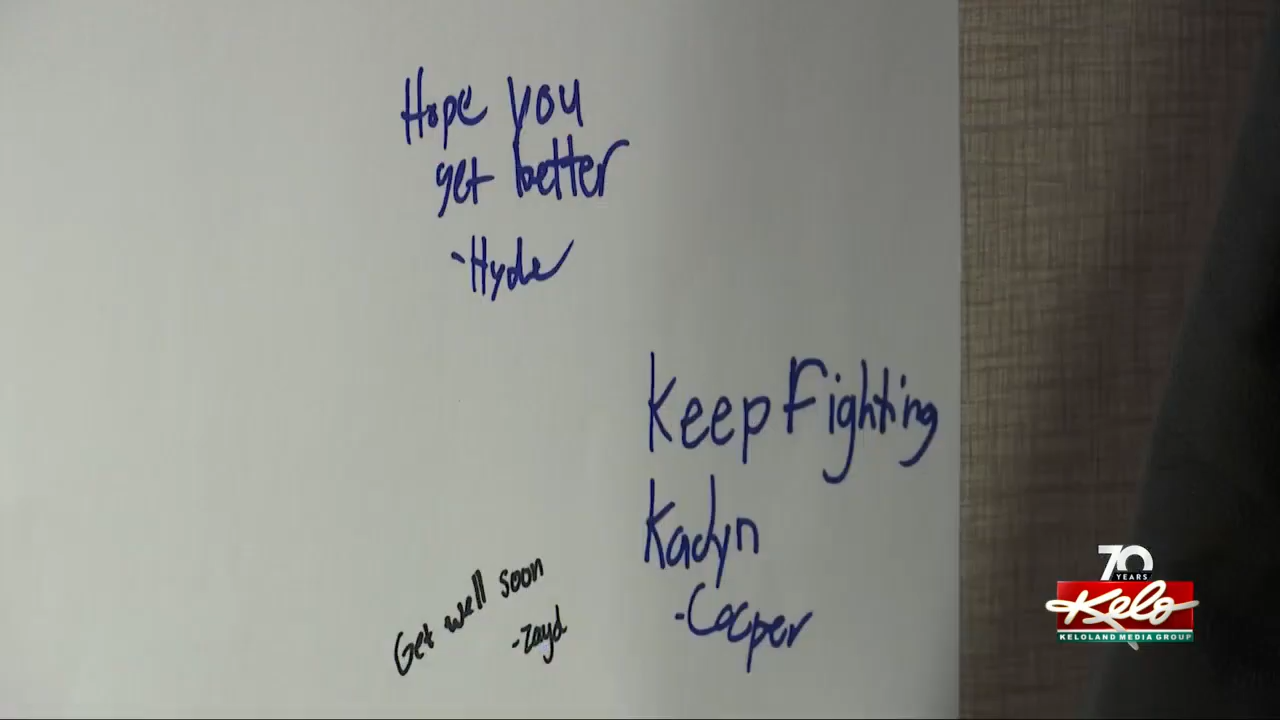 Hope you
get better
-Hyde
Keep Fighting
Kadyn
-Cooper
Get well soon
-Zayd
70
YEARS
Kelo
KELOLAND MEDIA GROUP